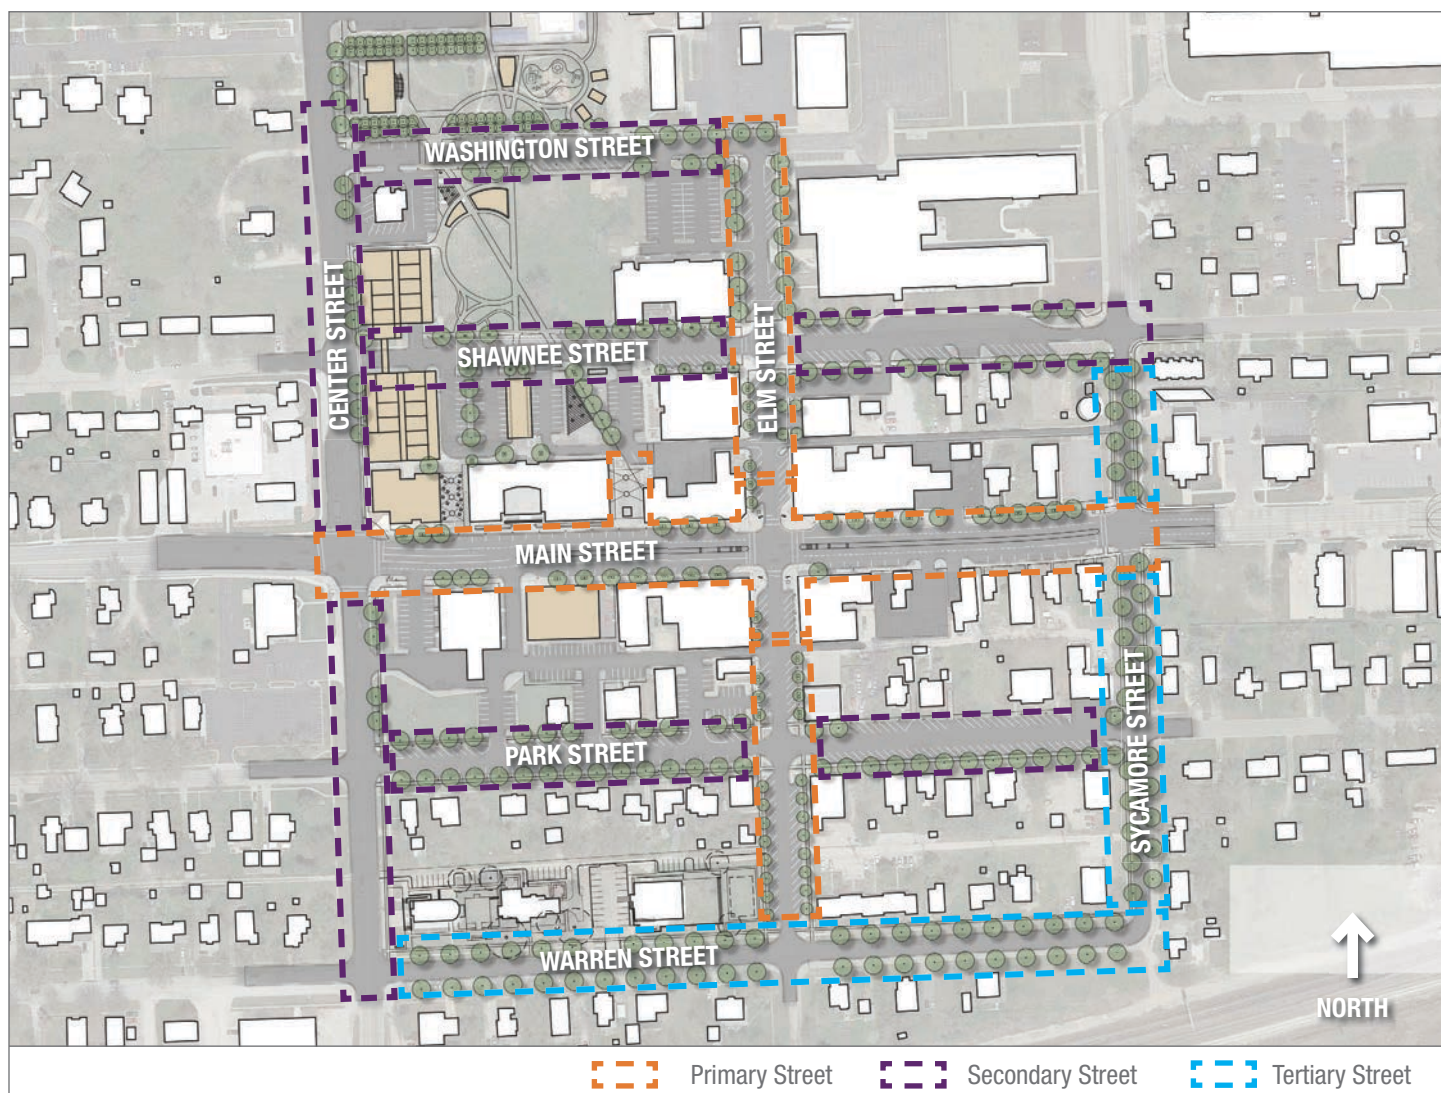 WASHINGTON STREET
CENTER STREET
SHAWNEE STREET
ELM STREET
MAIN STREET
PARK STREET
SYCAMORE STREET
WARREN STREET
NORTH
Primary Street
Secondary Street
Tertiary Street